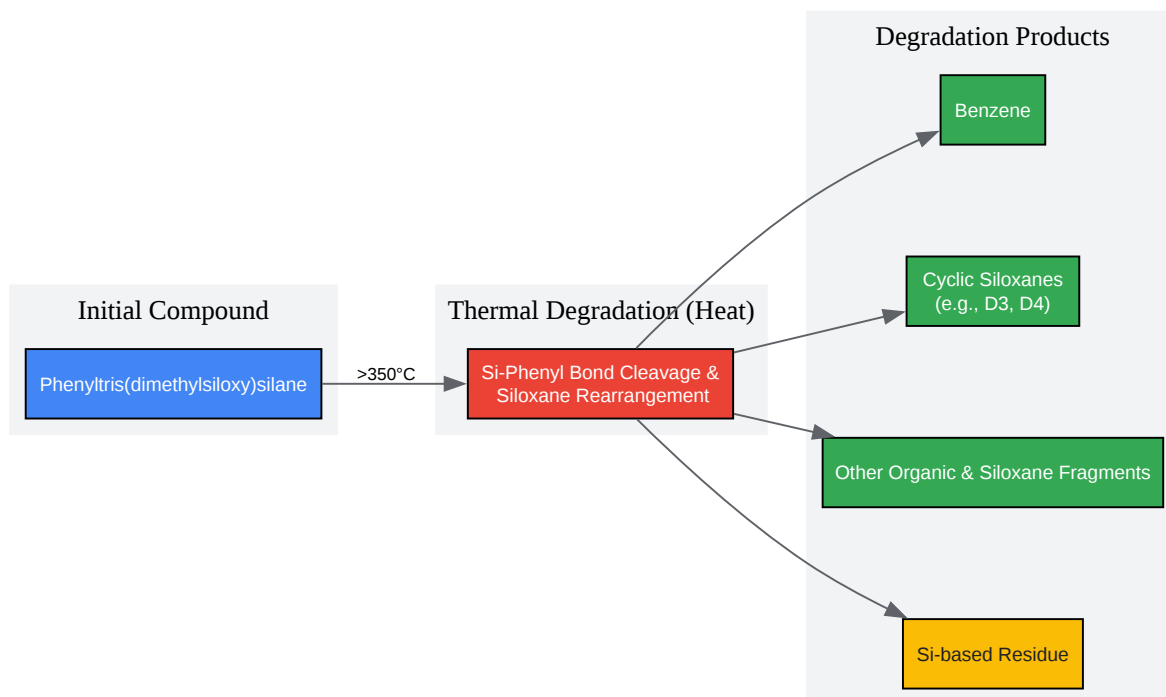 Initial Compound
Phenyltris(dimethylsiloxy)silane
>350°C
Thermal Degradation (Heat)
Si-Phenyl Bond Cleavage &
Siloxane Rearrangement
Degradation Products
Benzene
Cyclic Siloxanes
(e.g., D3, D4)
Other Organic & Siloxane Fragments
Si-based Residue